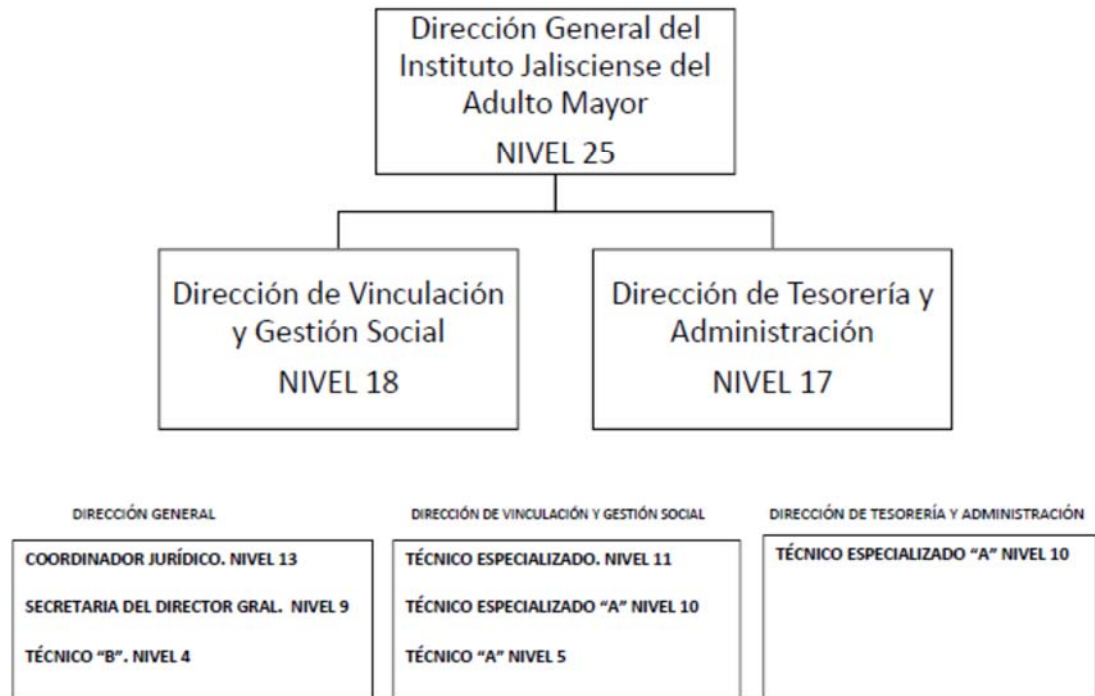 Dirección General del
Instituto Jalisciense del
Adulto Mayor
NIVEL 25
Dirección de Vinculación
y Gestión Social
NIVEL 18
Dirección de Tesorería y
Administración
NIVEL 17
DIRECCIÓN GENERAL
COORDINADOR JURÍDICO. NIVEL 13
SECRETARIA DEL DIRECTOR GRAL. NIVEL 9
TÉCNICO “B”. NIVEL 4
DIRECCIÓN DE VINCULACIÓN Y GESTIÓN SOCIAL
TÉCNICO ESPECIALIZADO. NIVEL 11
TÉCNICO ESPECIALIZADO “A” NIVEL 10
TÉCNICO “A” NIVEL 5
DIRECCIÓN DE TESORERÍA Y ADMINISTRACIÓN
TÉCNICO ESPECIALIZADO “A” NIVEL 10